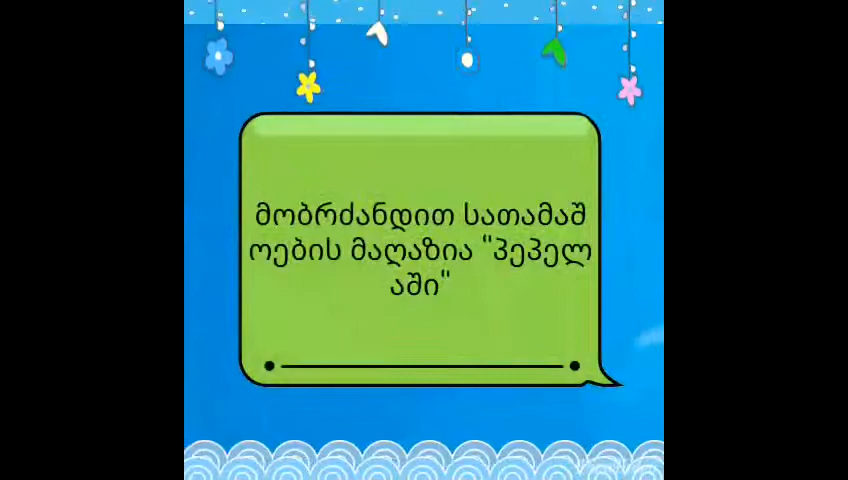 მობრძანდით სათამაშ
ოების მაღაზია "პეპელ
აში"